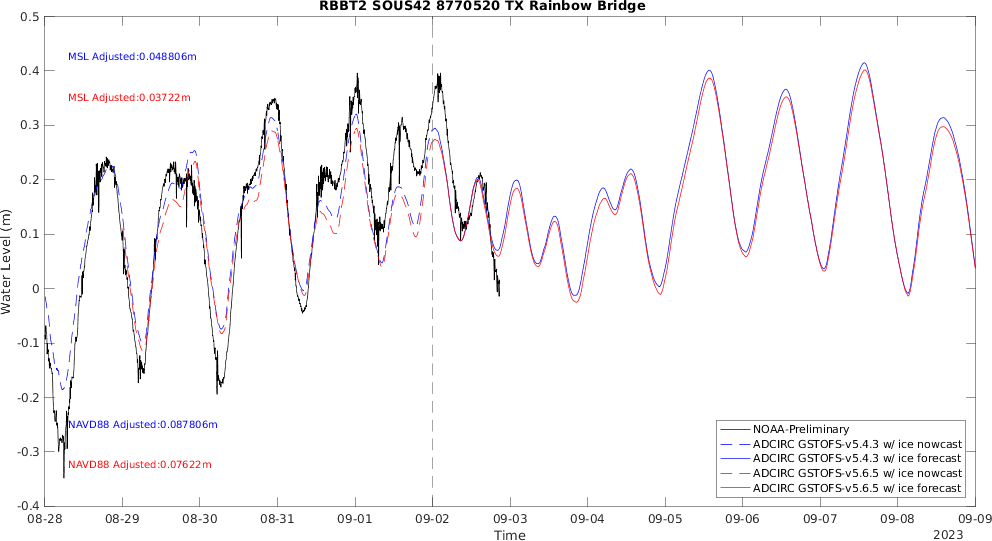 RBBT2 SOUS42 8770520 TX Rainbow Bridge
0.5
0.4
0.3
0.2
0.1
0
-0.1
-0.2
-0.3
-0.4
Water Level (m)
MSL Adjusted:0.048806m
MSL Adjusted:0.03722m
NAVD88 Adjusted:0.087806m
NAVD88 Adjusted:0.07622m
NOAA-Preliminary
ADCIRC GSTOFS-v5.4.3 w/ ice nowcast
ADCIRC GSTOFS-v5.4.3 w/ ice forecast
ADCIRC GSTOFS-v5.6.5 w/ ice nowcast
ADCIRC GSTOFS-v5.6.5 w/ ice forecast
08-28 08-29 08-30 08-31 09-01 09-02 09-03 09-04 09-05 09-06 09-07 09-08 09-09
Time
2023